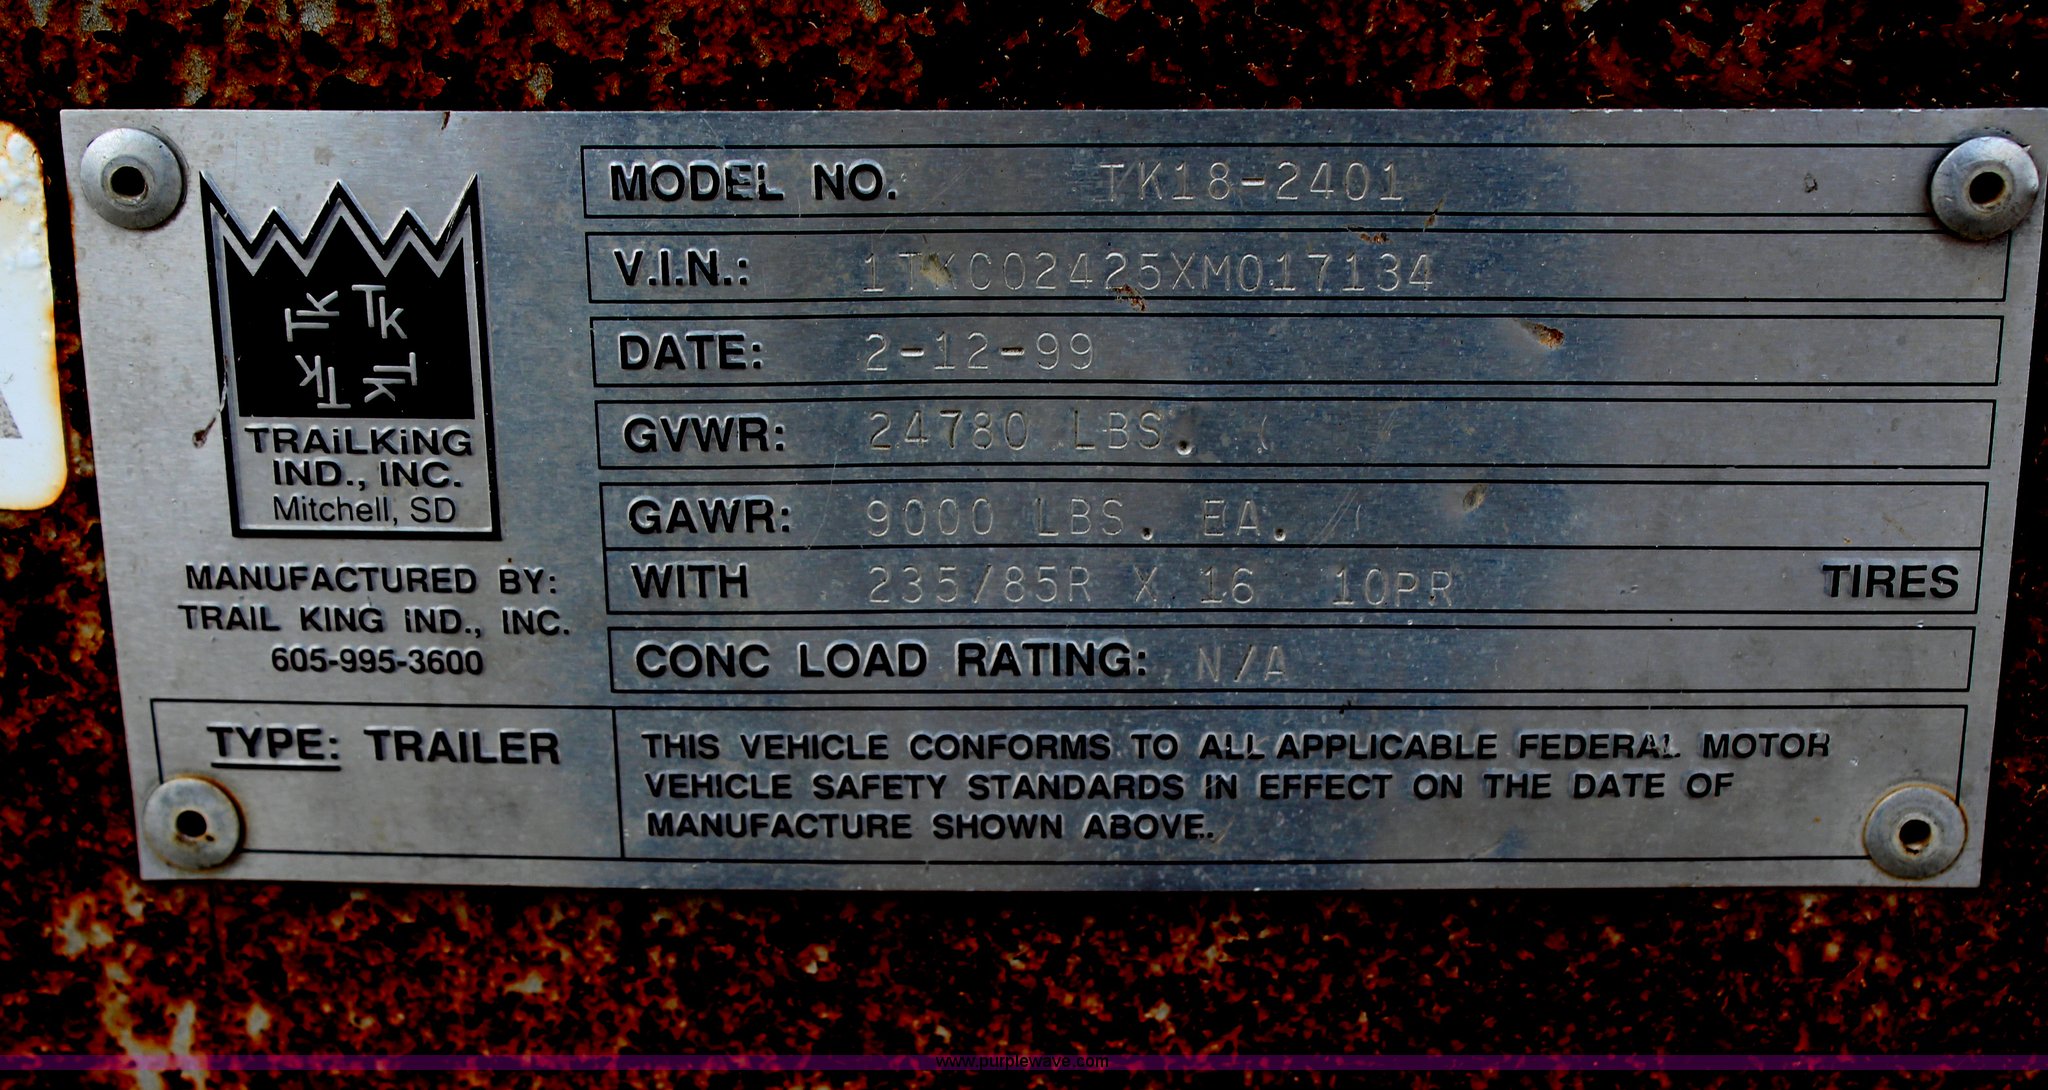 TK
TK
TK
TK
TRAiLKiNG
IND., INC.
Mitchell, SD
MANUFACTURED BY:
TRAIL KING IND., INC.
605-995-3600
TYPE: TRAILER
MODEL NO. TK18-2401
V.I.N.: 1TKC02425XM017134
DATE: 2-12-99
GVWR: 24780 LBS.
GAWR: 9000 LBS. EA.
WITH 235/85R X 16 10PR TIRES
CONC LOAD RATING: N/A
THIS VEHICLE CONFORMS TO ALL APPLICABLE FEDERAL MOTOR
VEHICLE SAFETY STANDARDS IN EFFECT ON THE DATE OF
MANUFACTURE SHOWN ABOVE.
www.purplewave.com